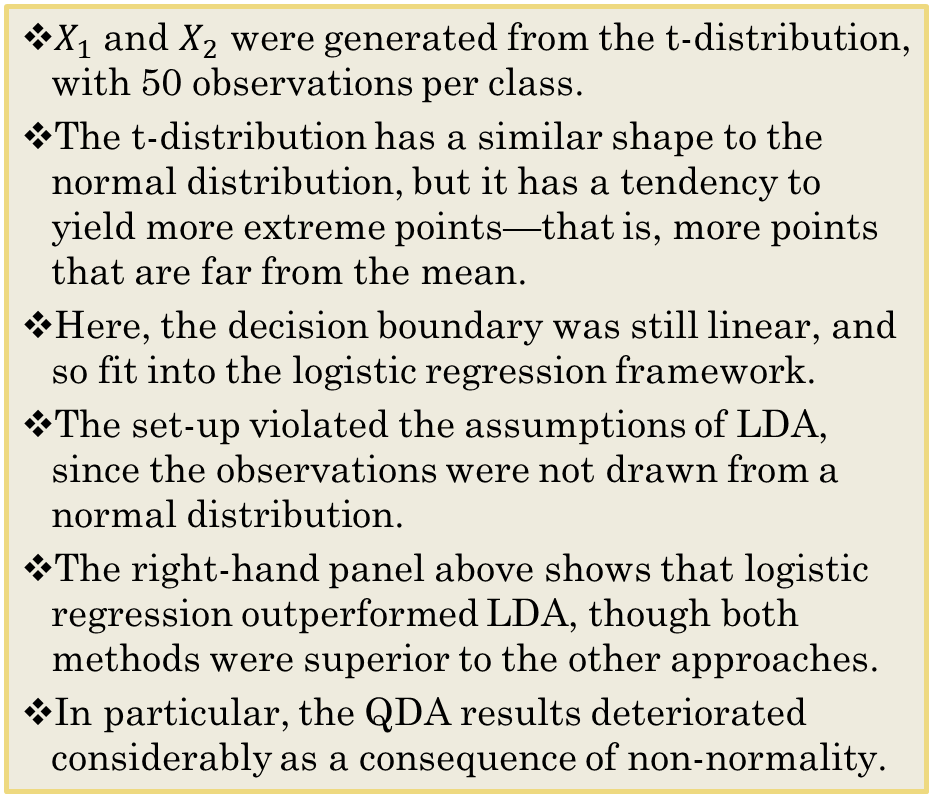 ❖X₁ and X₂ were generated from the t-distribution,
with 50 observations per class.
❖The t-distribution has a similar shape to the
normal distribution, but it has a tendency to
yield more extreme points—that is, more points
that are far from the mean.
❖Here, the decision boundary was still linear, and
so fit into the logistic regression framework.
❖The set-up violated the assumptions of LDA,
since the observations were not drawn from a
normal distribution.
❖The right-hand panel above shows that logistic
regression outperformed LDA, though both
methods were superior to the other approaches.
❖In particular, the QDA results deteriorated
considerably as a consequence of non-normality.